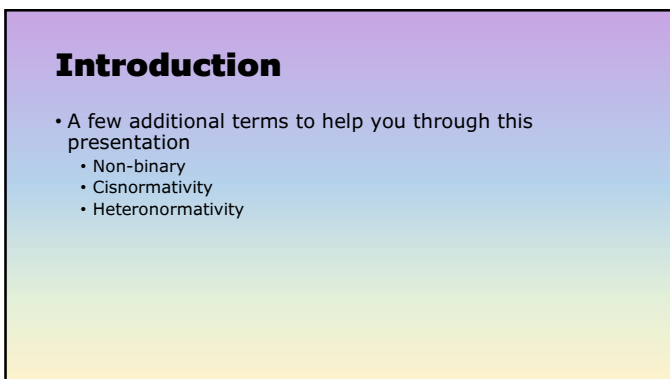 Introduction
• A few additional terms to help you through this
presentation
• Non-binary
• Cisnormativity
• Heteronormativity